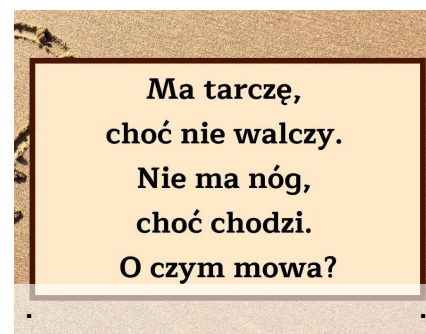 Ma tarczę,
choć nie walczy.
Nie ma nóg,
choć chodzi.
O czym mowa?